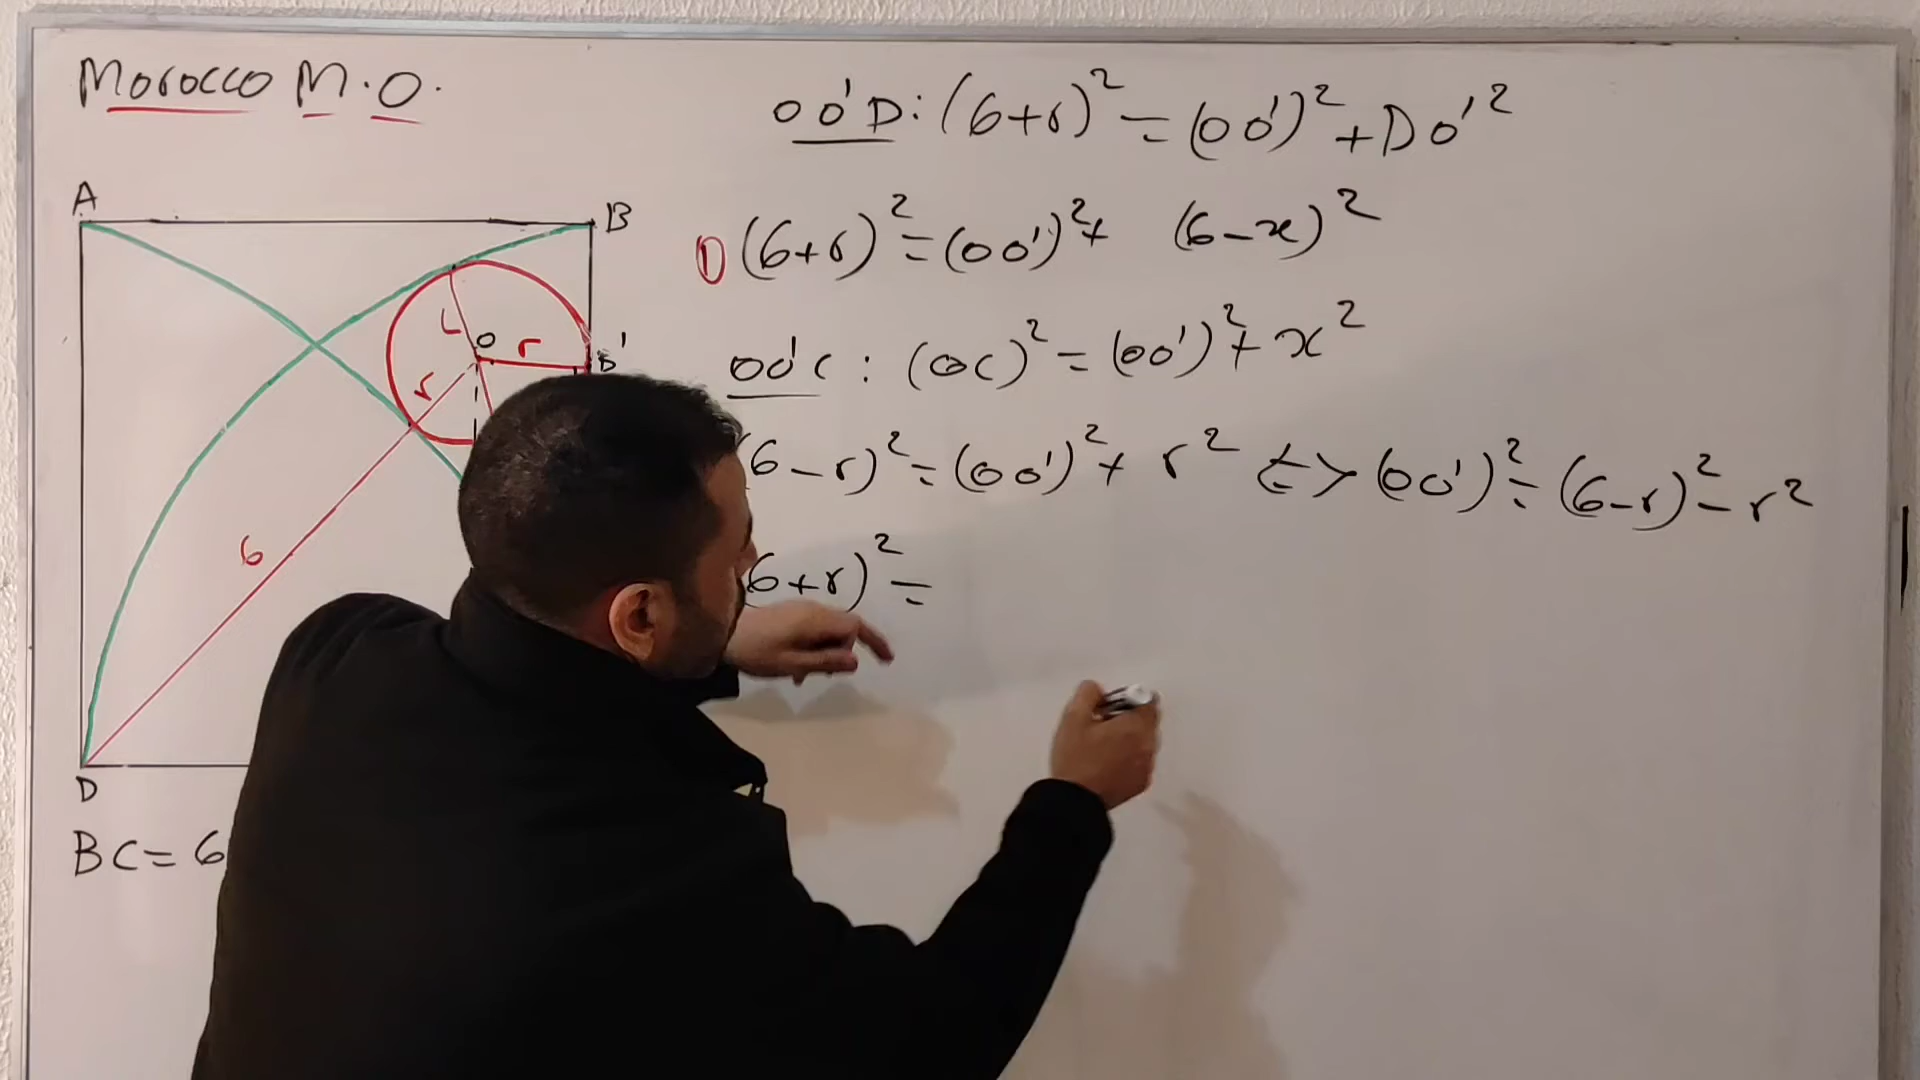 Morocco M.O.
OO'D: (6+r)² = (OO')² + DO'²
① (6+r)² = (OO')² + (6-x)²
OO'C : (OC)² = (OO')² + x²
(6-r)² = (OO')² + r² <=> (OO')² = (6-r)² - r²
(6+r)² =
A
B
r
O
r
B'
r
6
D
BC = 6